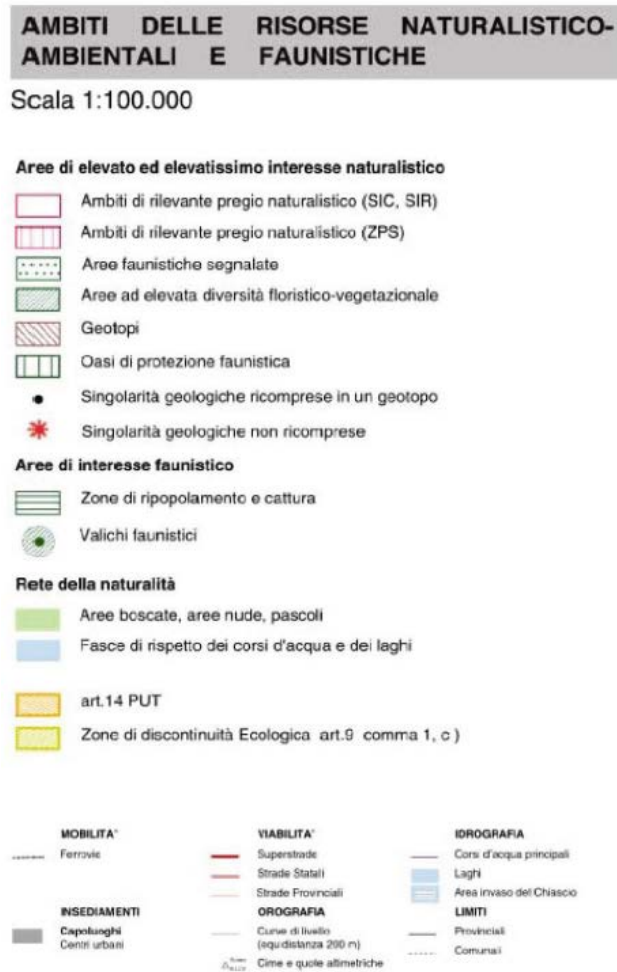 AMBITI DELLE RISORSE NATURALISTICO-
AMBIENTALI E FAUNISTICHE
Scala 1:100.000
Aree di elevato ed elevatissimo interesse naturalistico
Ambiti di rilevante pregio naturalistico (SIC, SIR)
Ambiti di rilevante pregio naturalistico (ZPS)
Aree faunistiche segnalate
Aree ad elevata diversità floristico-vegetazionale
Geotopi
Oasi di protezione faunistica
Singolarità geologiche ricomprese in un geotopo
Singolarità geologiche non ricomprese
Aree di interesse faunistico
Zone di ripopolamento e cattura
Valichi faunistici
Rete della naturalità
Aree boscate, aree nude, pascoli
Fasce di rispetto dei corsi d'acqua e dei laghi
art.14 PUT
Zone di discontinuità Ecologica art.9 comma 1, c )
MOBILITA'
Ferrovie
INSEDIAMENTI
Capoluoghi
Centri urbani
VIABILITA'
Superstrade
Strade Statali
Strade Provinciali
OROGRAFIA
Curve di livello
(equidistanza 200 m)
Cime e quote altimetriche
IDROGRAFIA
Corsi d'acqua principali
Laghi
Area invaso del Chiascio
LIMITI
Provinciali
Comunali